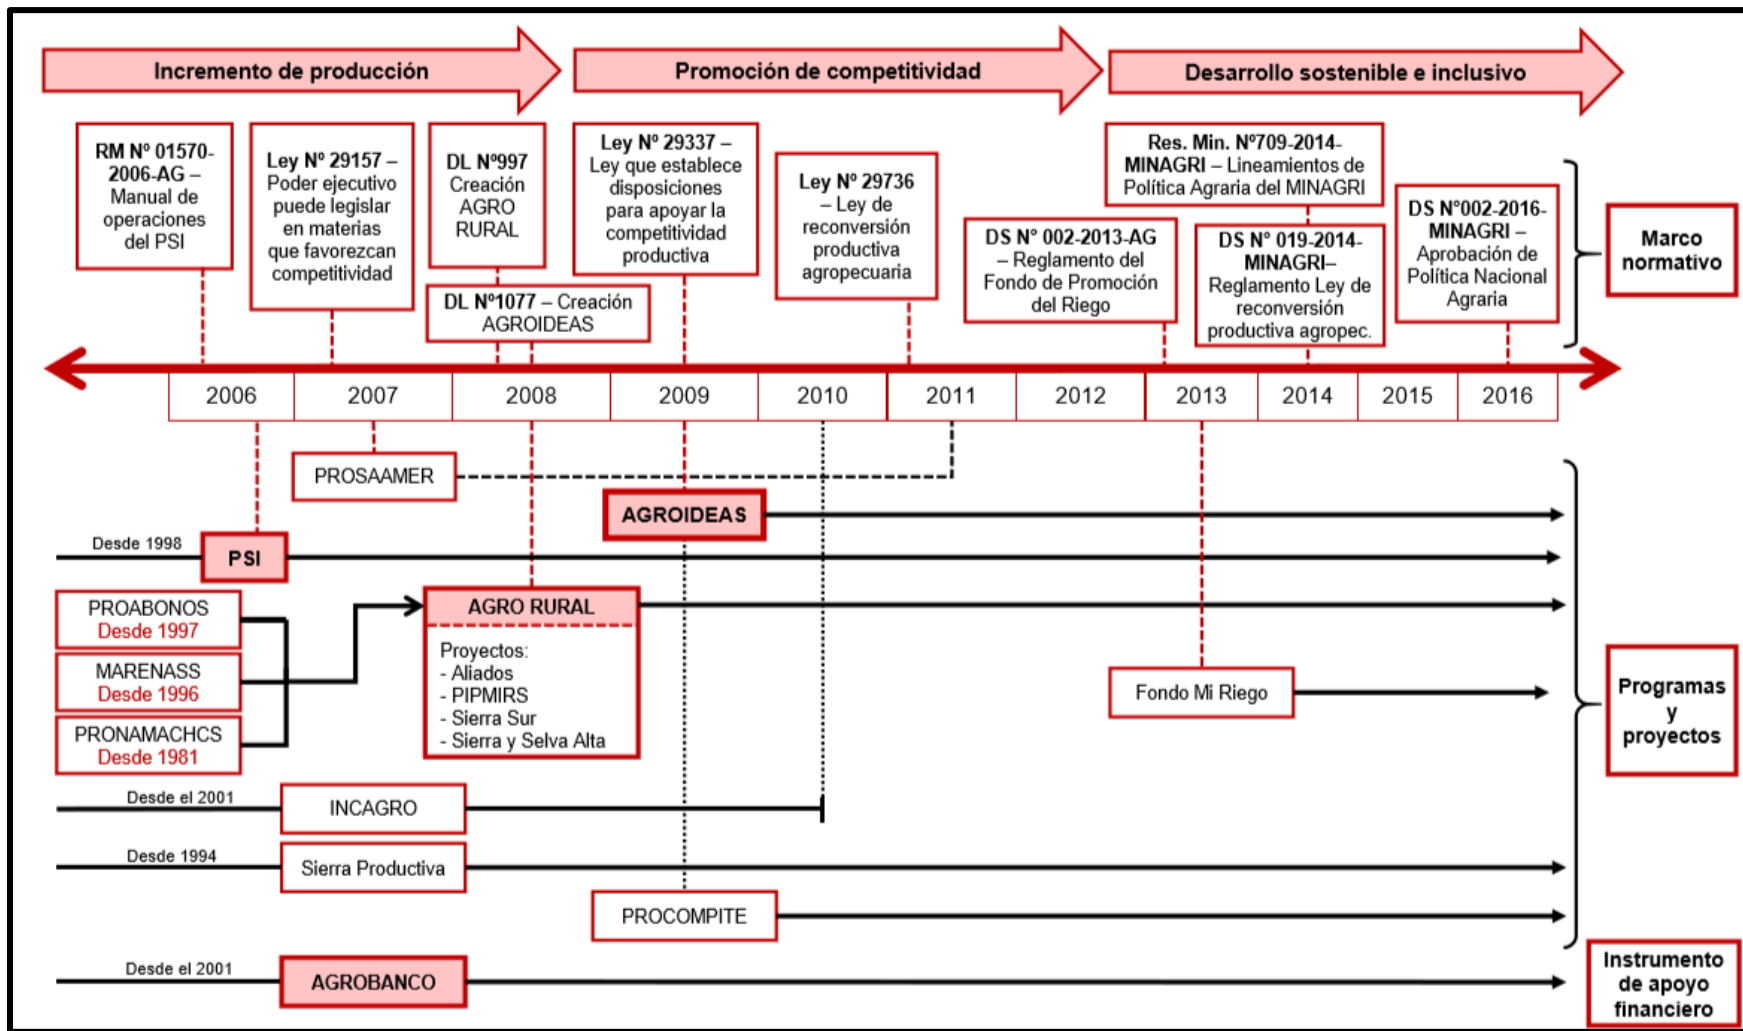 Incremento de producción
Promoción de competitividad
Desarrollo sostenible e inclusivo
RM Nº 01570-
2006-AG –
Manual de
operaciones
del PSI
Ley Nº 29157 –
Poder ejecutivo
puede legislar
en materias
que favorezcan
competitividad
DL Nº997
Creación
AGRO
RURAL
DL Nº1077 – Creación
AGROIDEAS
Ley Nº 29337 –
Ley que establece
disposiciones
para apoyar la
competitividad
productiva
Ley Nº 29736
– Ley de
reconversión
productiva
agropecuaria
DS Nº 002-2013-AG
– Reglamento del
Fondo de Promoción
del Riego
Res. Min. Nº709-2014-
MINAGRI – Lineamientos de
Política Agraria del MINAGRI
DS Nº 019-2014-
MINAGRI–
Reglamento Ley de
reconversión
productiva agropec.
DS N°002-2016-
MINAGRI –
Aprobación de
Política Nacional
Agraria
Marco
normativo
2006
2007
2008
2009
2010
2011
2012
2013
2014
2015
2016
PROSAAMER
AGROIDEAS
Desde 1998
PSI
PROABONOS
Desde 1997
MARENASS
Desde 1996
PRONAMACHCS
Desde 1981
AGRO RURAL
Proyectos:
- Aliados
- PIPMIRS
- Sierra Sur
- Sierra y Selva Alta
Fondo Mi Riego
Programas
y
proyectos
Desde el 2001
INCAGRO
Desde 1994
Sierra Productiva
PROCOMPITE
Desde el 2001
AGROBANCO
Instrumento
de apoyo
financiero